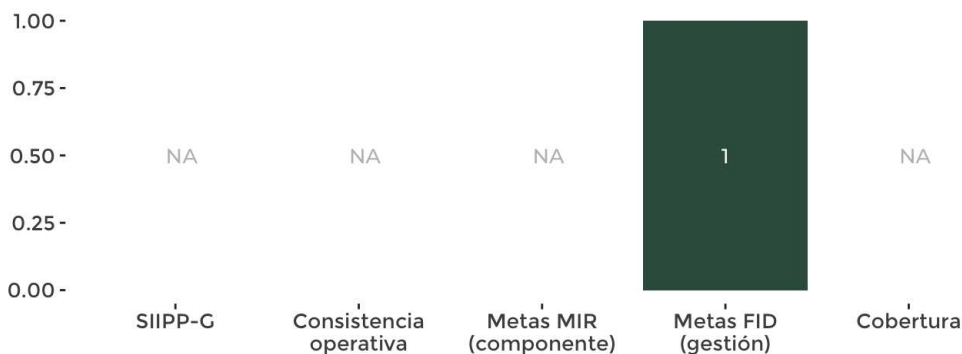 1.00
0.75
0.50
0.25
0.00
NA
NA
NA
1
NA
SIIPP-G
Consistencia
operativa
Metas MIR
(componente)
Metas FID
(gestión)
Cobertura